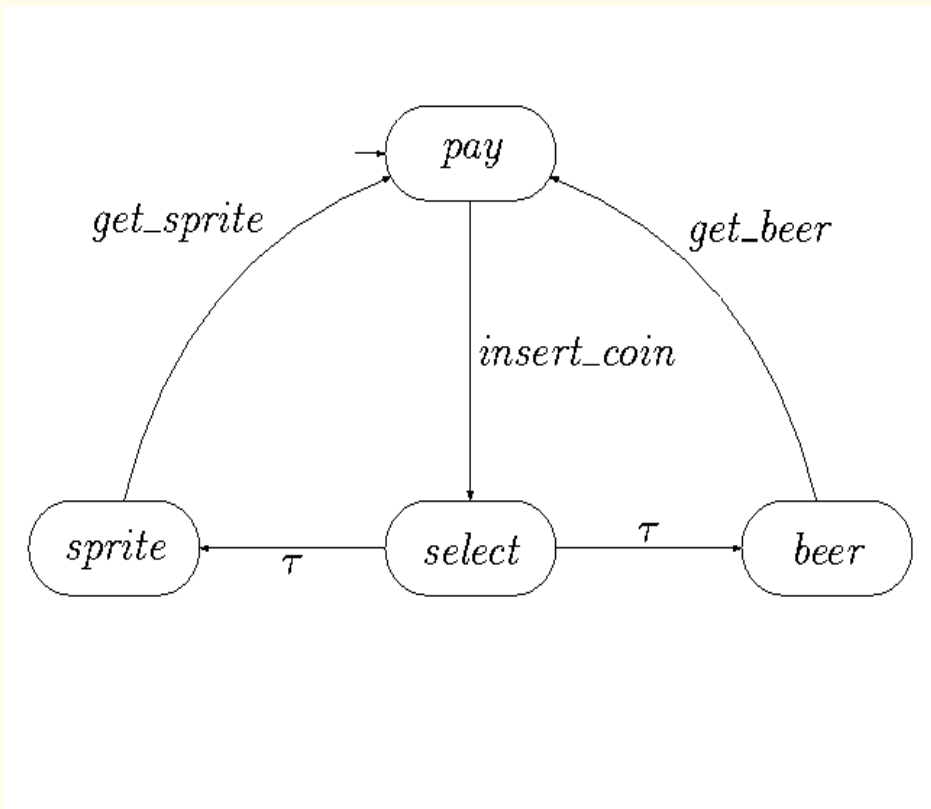 pay
get_sprite
get_beer
insert_coin
sprite
τ
select
τ
beer